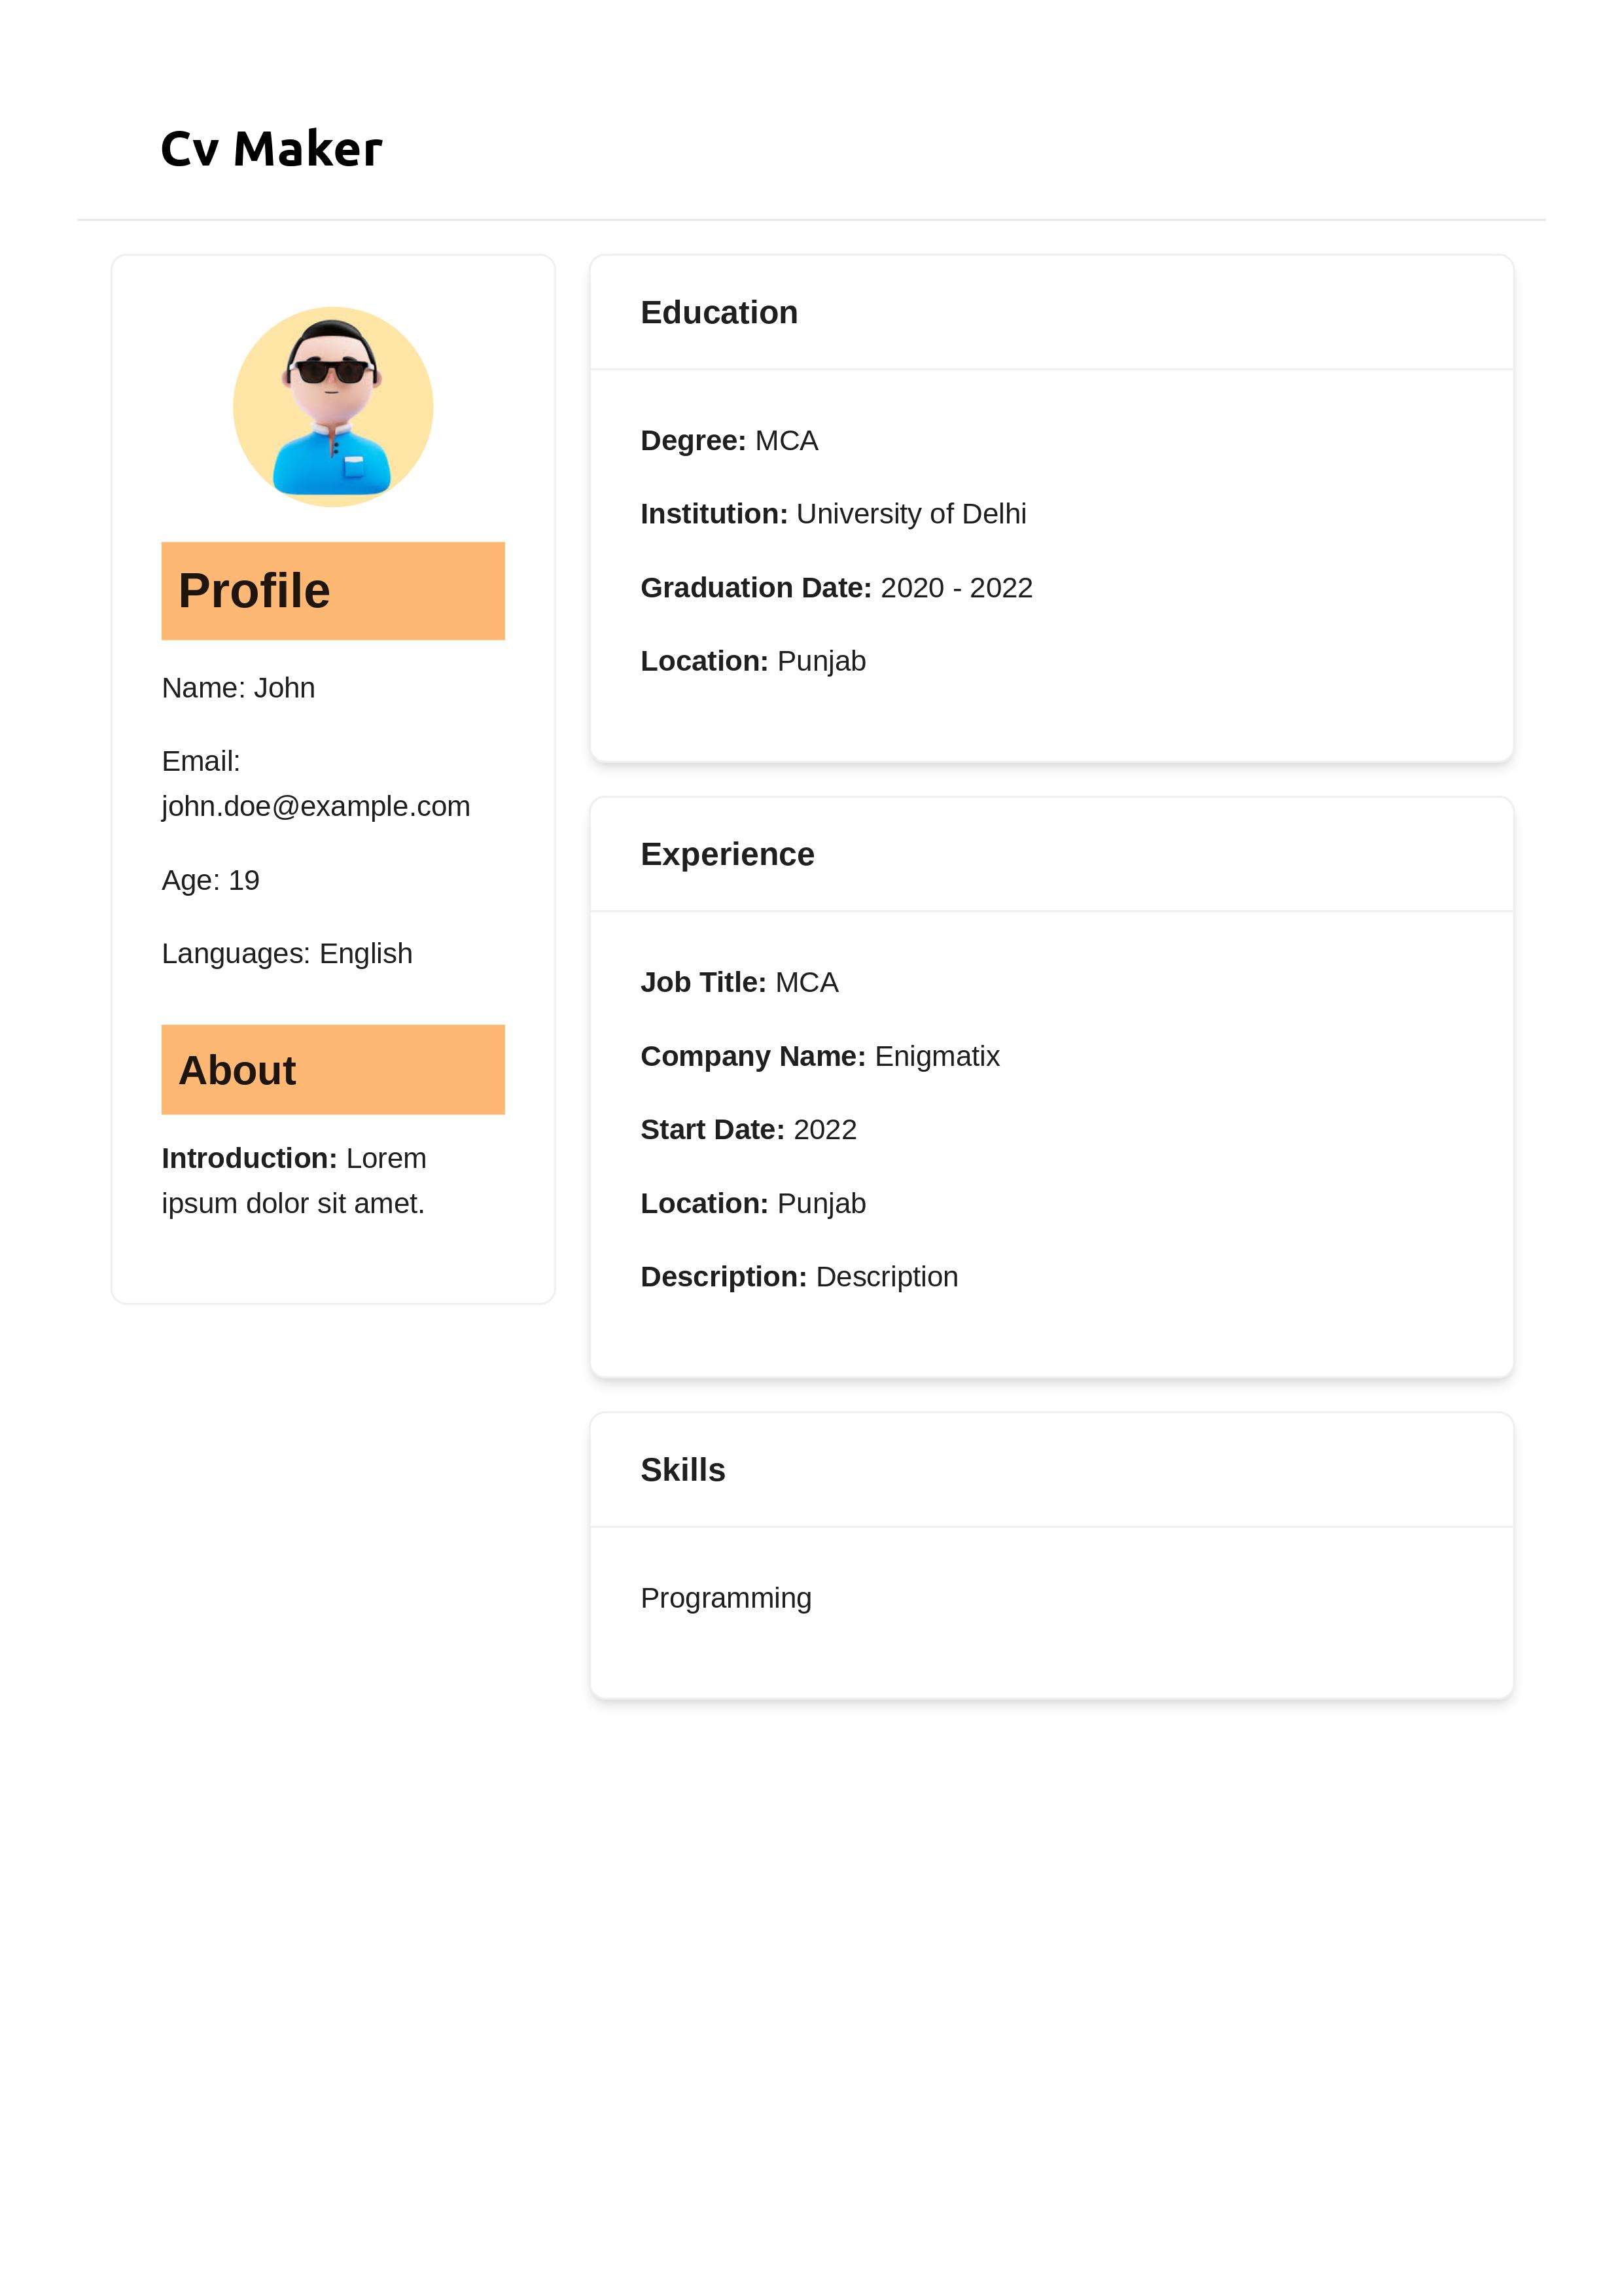 Cv Maker
Profile
Name: John
Email:
john.doe@example.com
Age: 19
Languages: English
About
Introduction: Lorem
ipsum dolor sit amet.
Education
Degree: MCA
Institution: University of Delhi
Graduation Date: 2020 - 2022
Location: Punjab
Experience
Job Title: MCA
Company Name: Enigmatix
Start Date: 2022
Location: Punjab
Description: Description
Skills
Programming